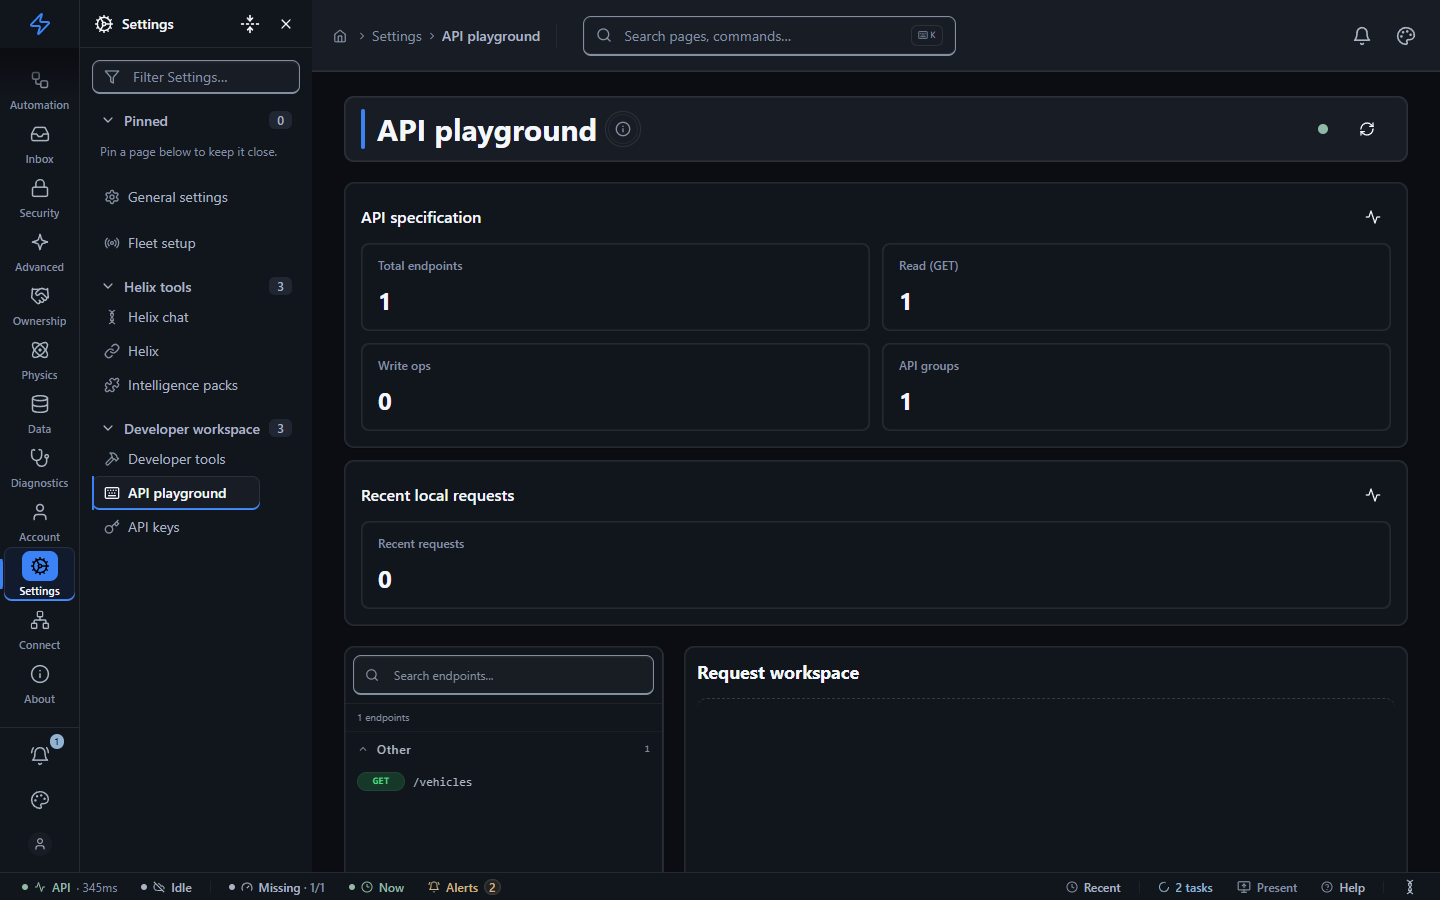 Settings
Settings
API playground
Search pages, commands...
K
Automation
Inbox
Security
Advanced
Ownership
Physics
Data
Diagnostics
Account
Settings
Connect
About
1
Filter Settings...
Pinned
0
Pin a page below to keep it close.
General settings
Fleet setup
Helix tools
3
Helix chat
Helix
Intelligence packs
Developer workspace
3
Developer tools
API playground
API keys
API playground
API specification
Total endpoints
1
Read (GET)
1
Write ops
0
API groups
1
Recent local requests
Recent requests
0
Search endpoints...
1 endpoints
Other
1
GET
/vehicles
Request workspace
API · 345ms
Idle
Missing · 1/1
Now
Alerts
2
Recent
2 tasks
Present
Help